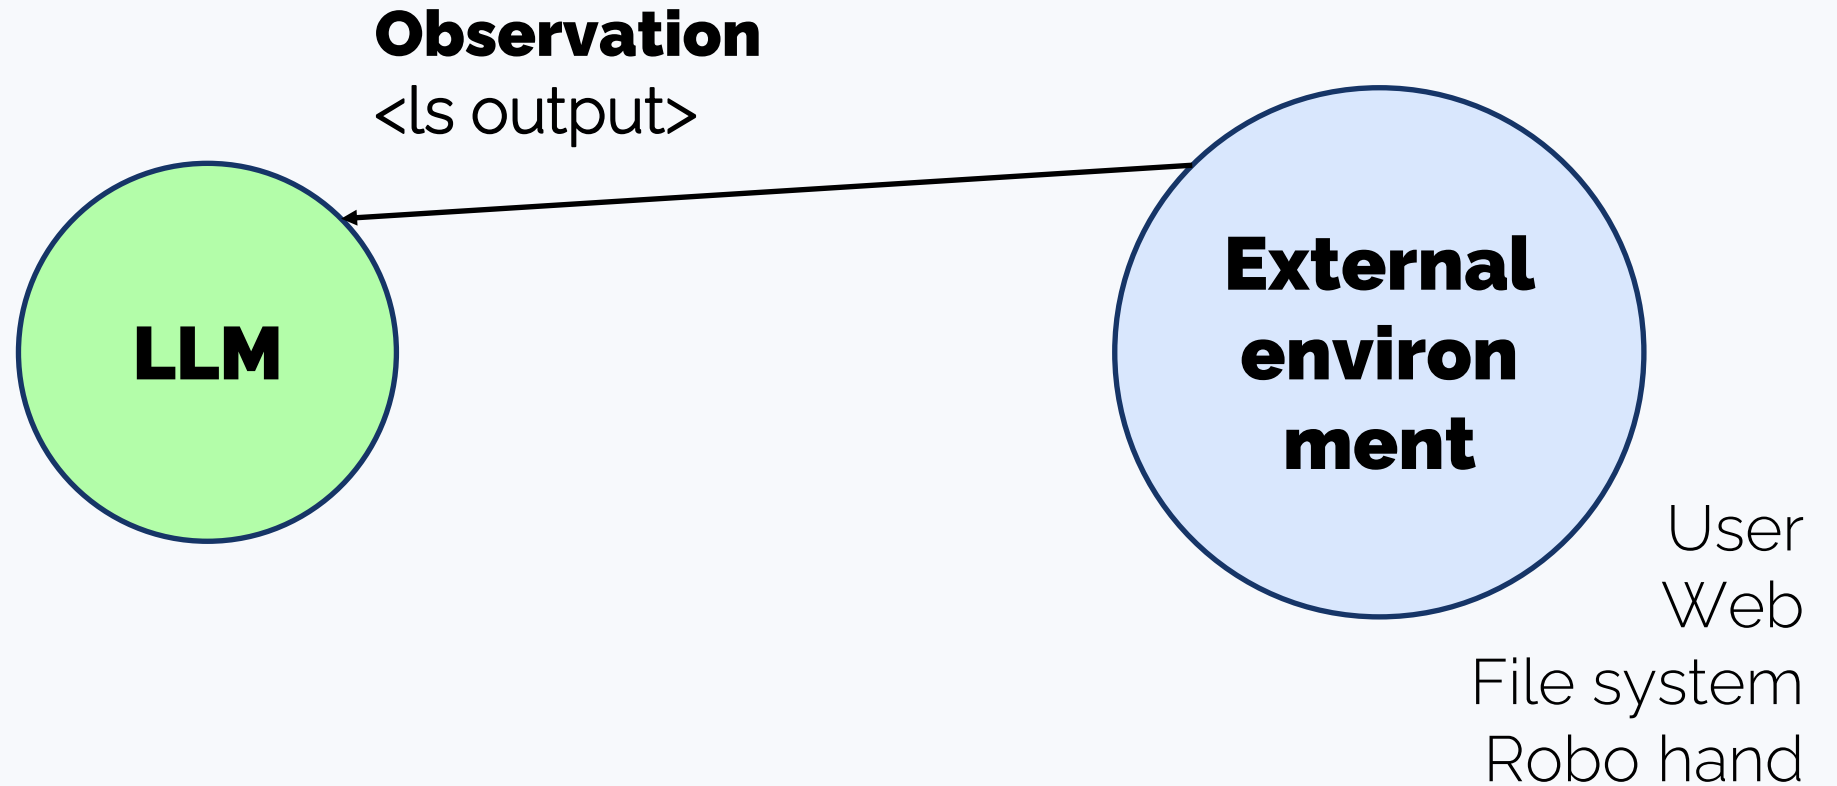 Observation
<ls output>
LLM
External
environ
ment
User
Web
File system
Robo hand